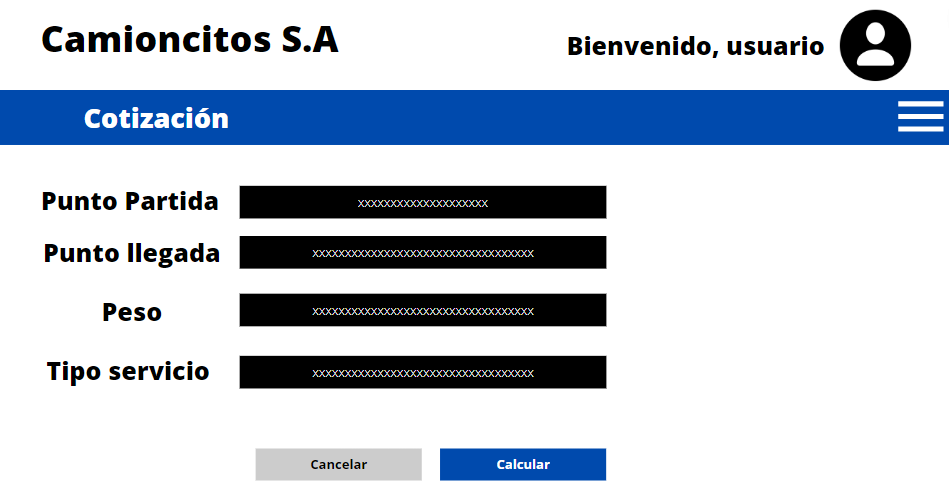 Camioncitos S.A
Bienvenido, usuario
Cotización
Punto Partida
xxxxxxxxxxxxxxxxxxxx
Punto llegada
xxxxxxxxxxxxxxxxxxxxxxxxxxxxxxxxxx
Peso
xxxxxxxxxxxxxxxxxxxxxxxxxxxxxxxxxx
Tipo servicio
xxxxxxxxxxxxxxxxxxxxxxxxxxxxxxxxxx
Cancelar
Calcular